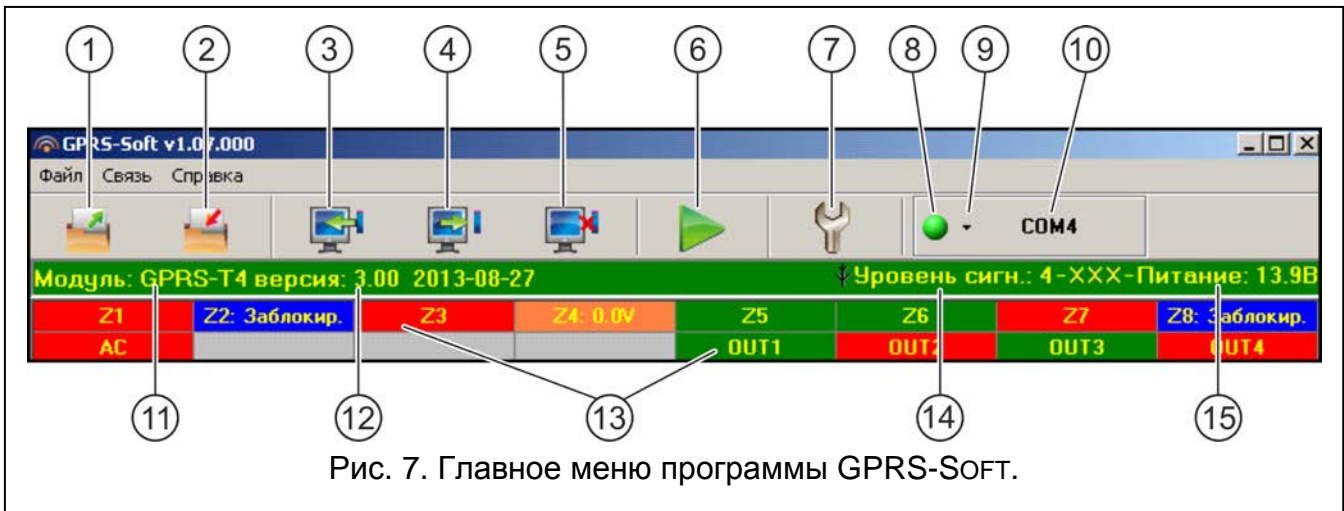 1 2 3 4 5 6 7 8 9 10
GPRS-Soft v1.07.000
Файл Связь Справка
COM4
Модуль: GPRS-T4 версия: 3.00 2013-08-27 Уровень сигн.: 4-XXX-Питание: 13.9В
Z1 Z2: Заблокир. Z3 Z4: 0.0V Z5 Z6 Z7 Z8: Заблокир.
AC OUT1 OUT2 OUT3 OUT4
11 12 13 14 15
Рис. 7. Главное меню программы GPRS-SOFT.